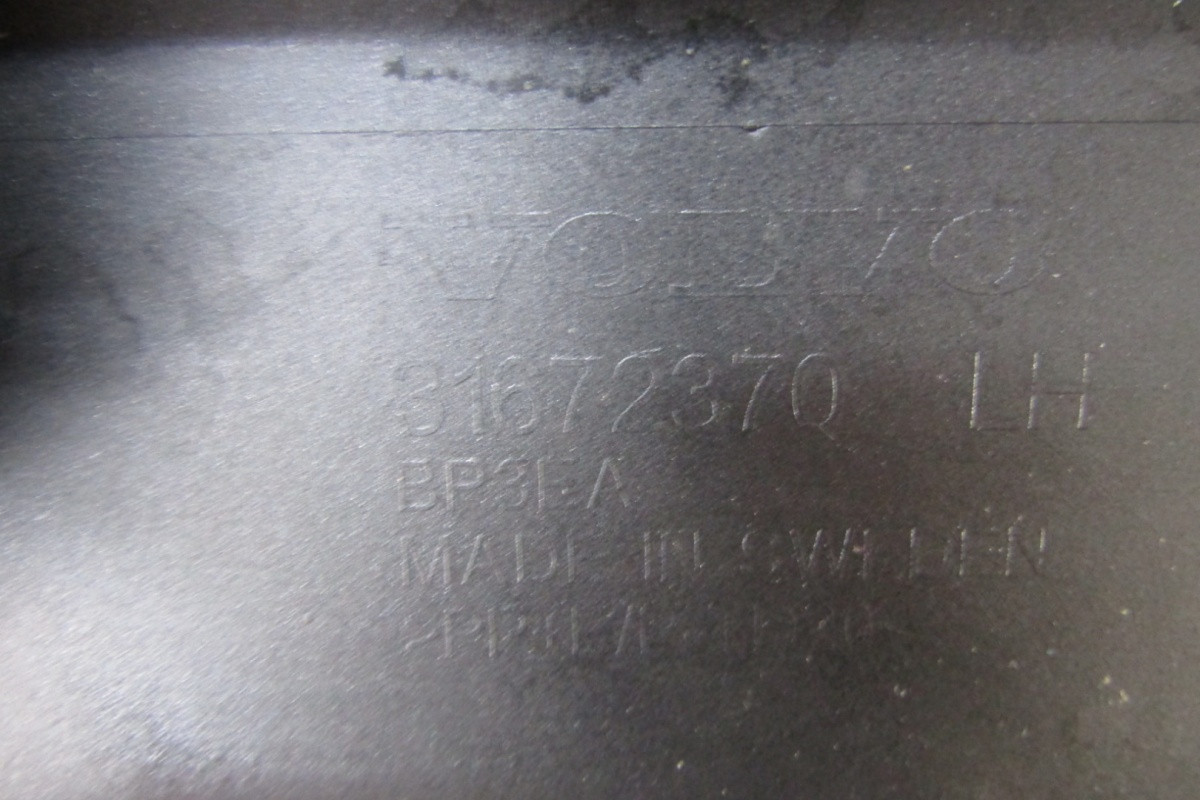 VOLVO
31672370 LH
BP3EA
MADE IN SWEDEN